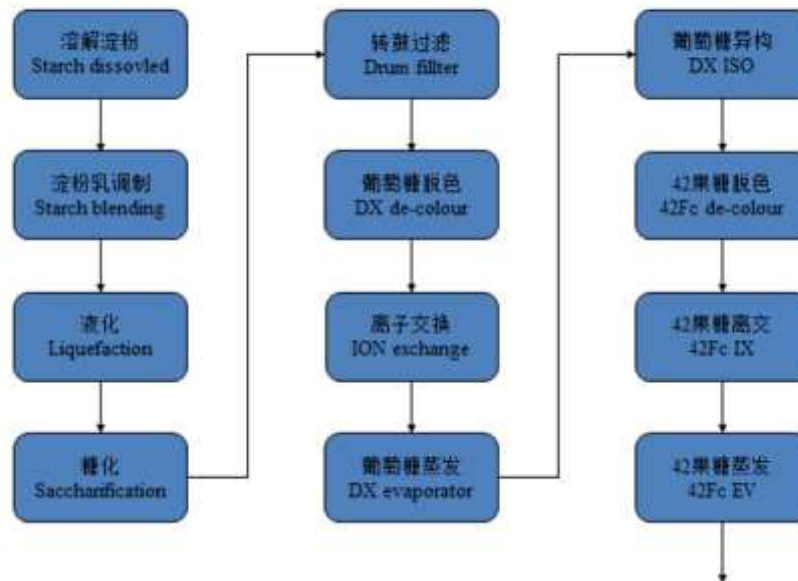 溶解淀粉
Starch dissovled
淀粉乳调制
Starch blending
液化
Liquefaction
糖化
Saccharification
转鼓过滤
Drum fillter
葡萄糖脱色
DX de-colour
离子交换
ION exchange
葡萄糖蒸发
DX evaporator
葡萄糖异构
DX ISO
42果糖脱色
42Fc de-colour
42果糖离交
42Fc IX
42果糖蒸发
42Fc EV